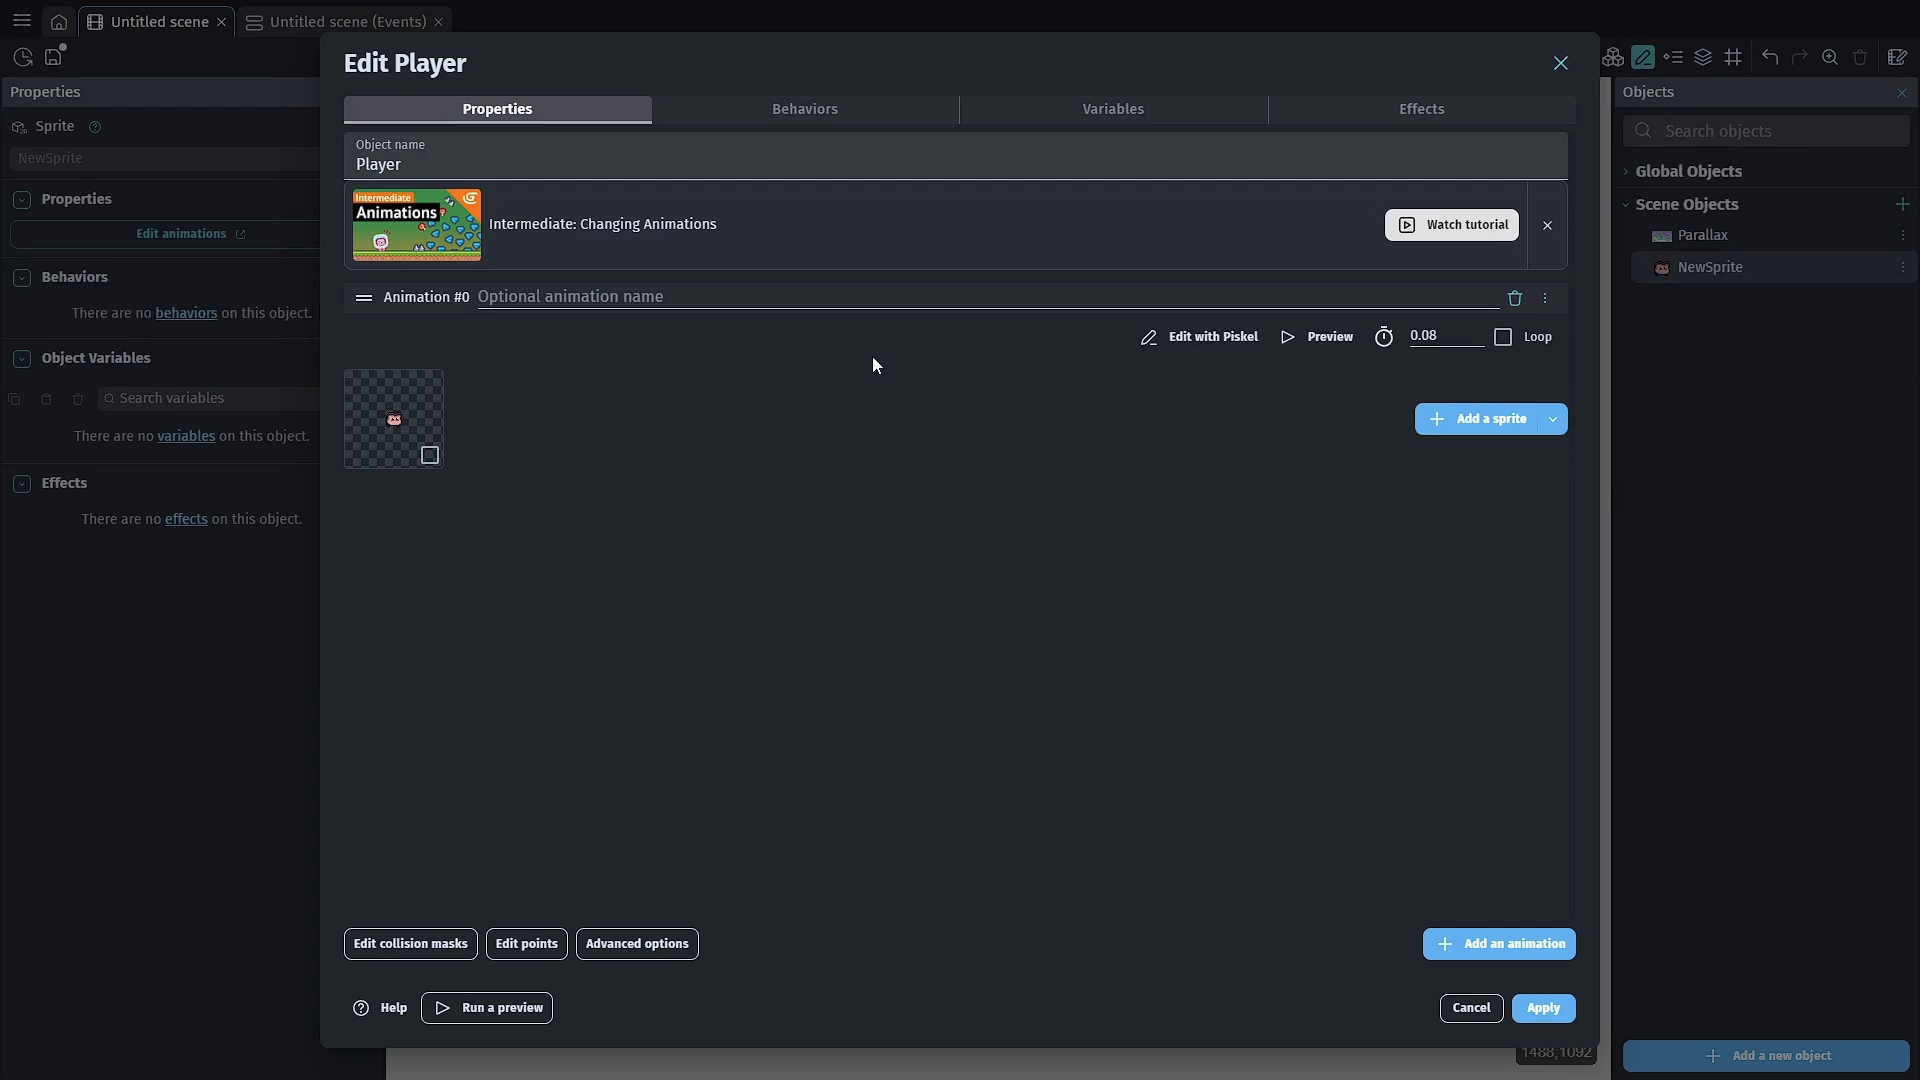 Untitled scene
Untitled scene (Events)
Properties
Sprite
NewSprite
Properties
Edit animations
Behaviors
There are no behaviors on this object.
Object Variables
Search variables
There are no variables on this object.
Effects
There are no effects on this object.
Edit Player
Properties
Behaviors
Variables
Effects
Object name
Player
Intermediate
Animations
Intermediate: Changing Animations
Watch tutorial
Animation #0 Optional animation name
Edit with Piskel
Preview
0.08
Loop
Add a sprite
Edit collision masks
Edit points
Advanced options
Add an animation
Help
Run a preview
Cancel
Apply
1488;1092
Objects
Search objects
Global Objects
Scene Objects
Parallax
NewSprite
Add a new object